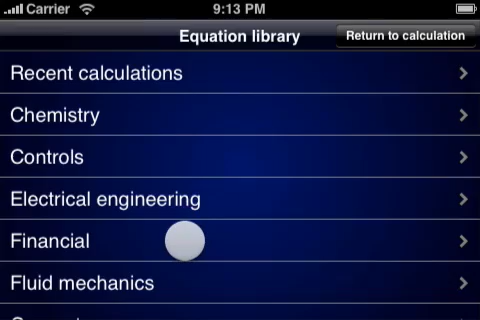 Carrier 9:13 PM
Equation library Return to calculation
Recent calculations
Chemistry
Controls
Electrical engineering
Financial
Fluid mechanics